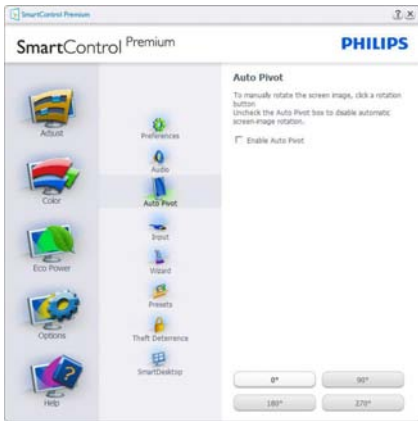 SmartControl Premium
SmartControl Premium
PHILIPS
Adjust
Color
Eco Power
Options
Help
Preferences
Audio
Auto Pivot
Input
Wizard
Presets
Theft Deterrence
SmartDesktop
Auto Pivot
To manually rotate the screen image, click a rotation
button
Uncheck the Auto Pivot box to disable automatic
screen-image rotation.
Enable Auto Pivot
0°
90°
180°
270°